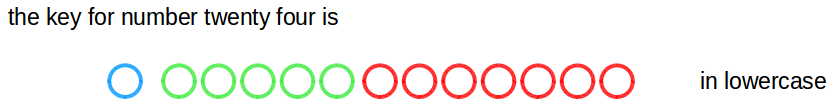 the key for number twenty four is
in lowercase